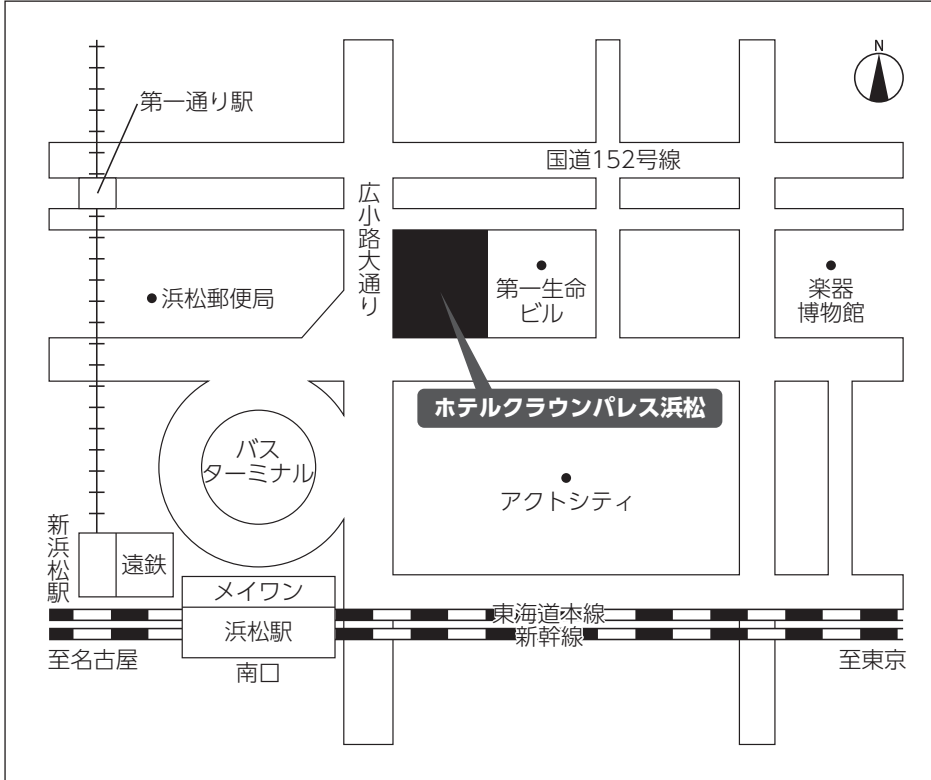 N
第一通り駅
国道152号線
広小路大通り
浜松郵便局
第一生命
ビル
楽器
博物館
ホテルクラウンパレス浜松
バス
ターミナル
アクトシティ
新浜松駅
遠鉄
メイワン
浜松駅
東海道本線
新幹線
至名古屋
南口
至東京